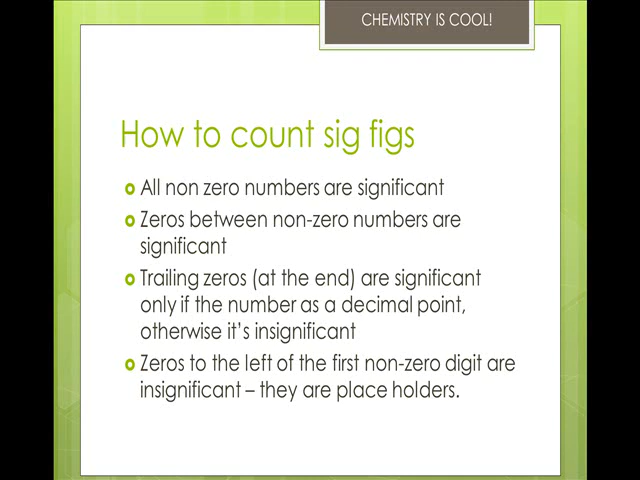 CHEMISTRY IS COOL!
How to count sig figs
All non zero numbers are significant
Zeros between non-zero numbers are
significant
Trailing zeros (at the end) are significant
only if the number as a decimal point,
otherwise it's insignificant
Zeros to the left of the first non-zero digit are
insignificant – they are place holders.